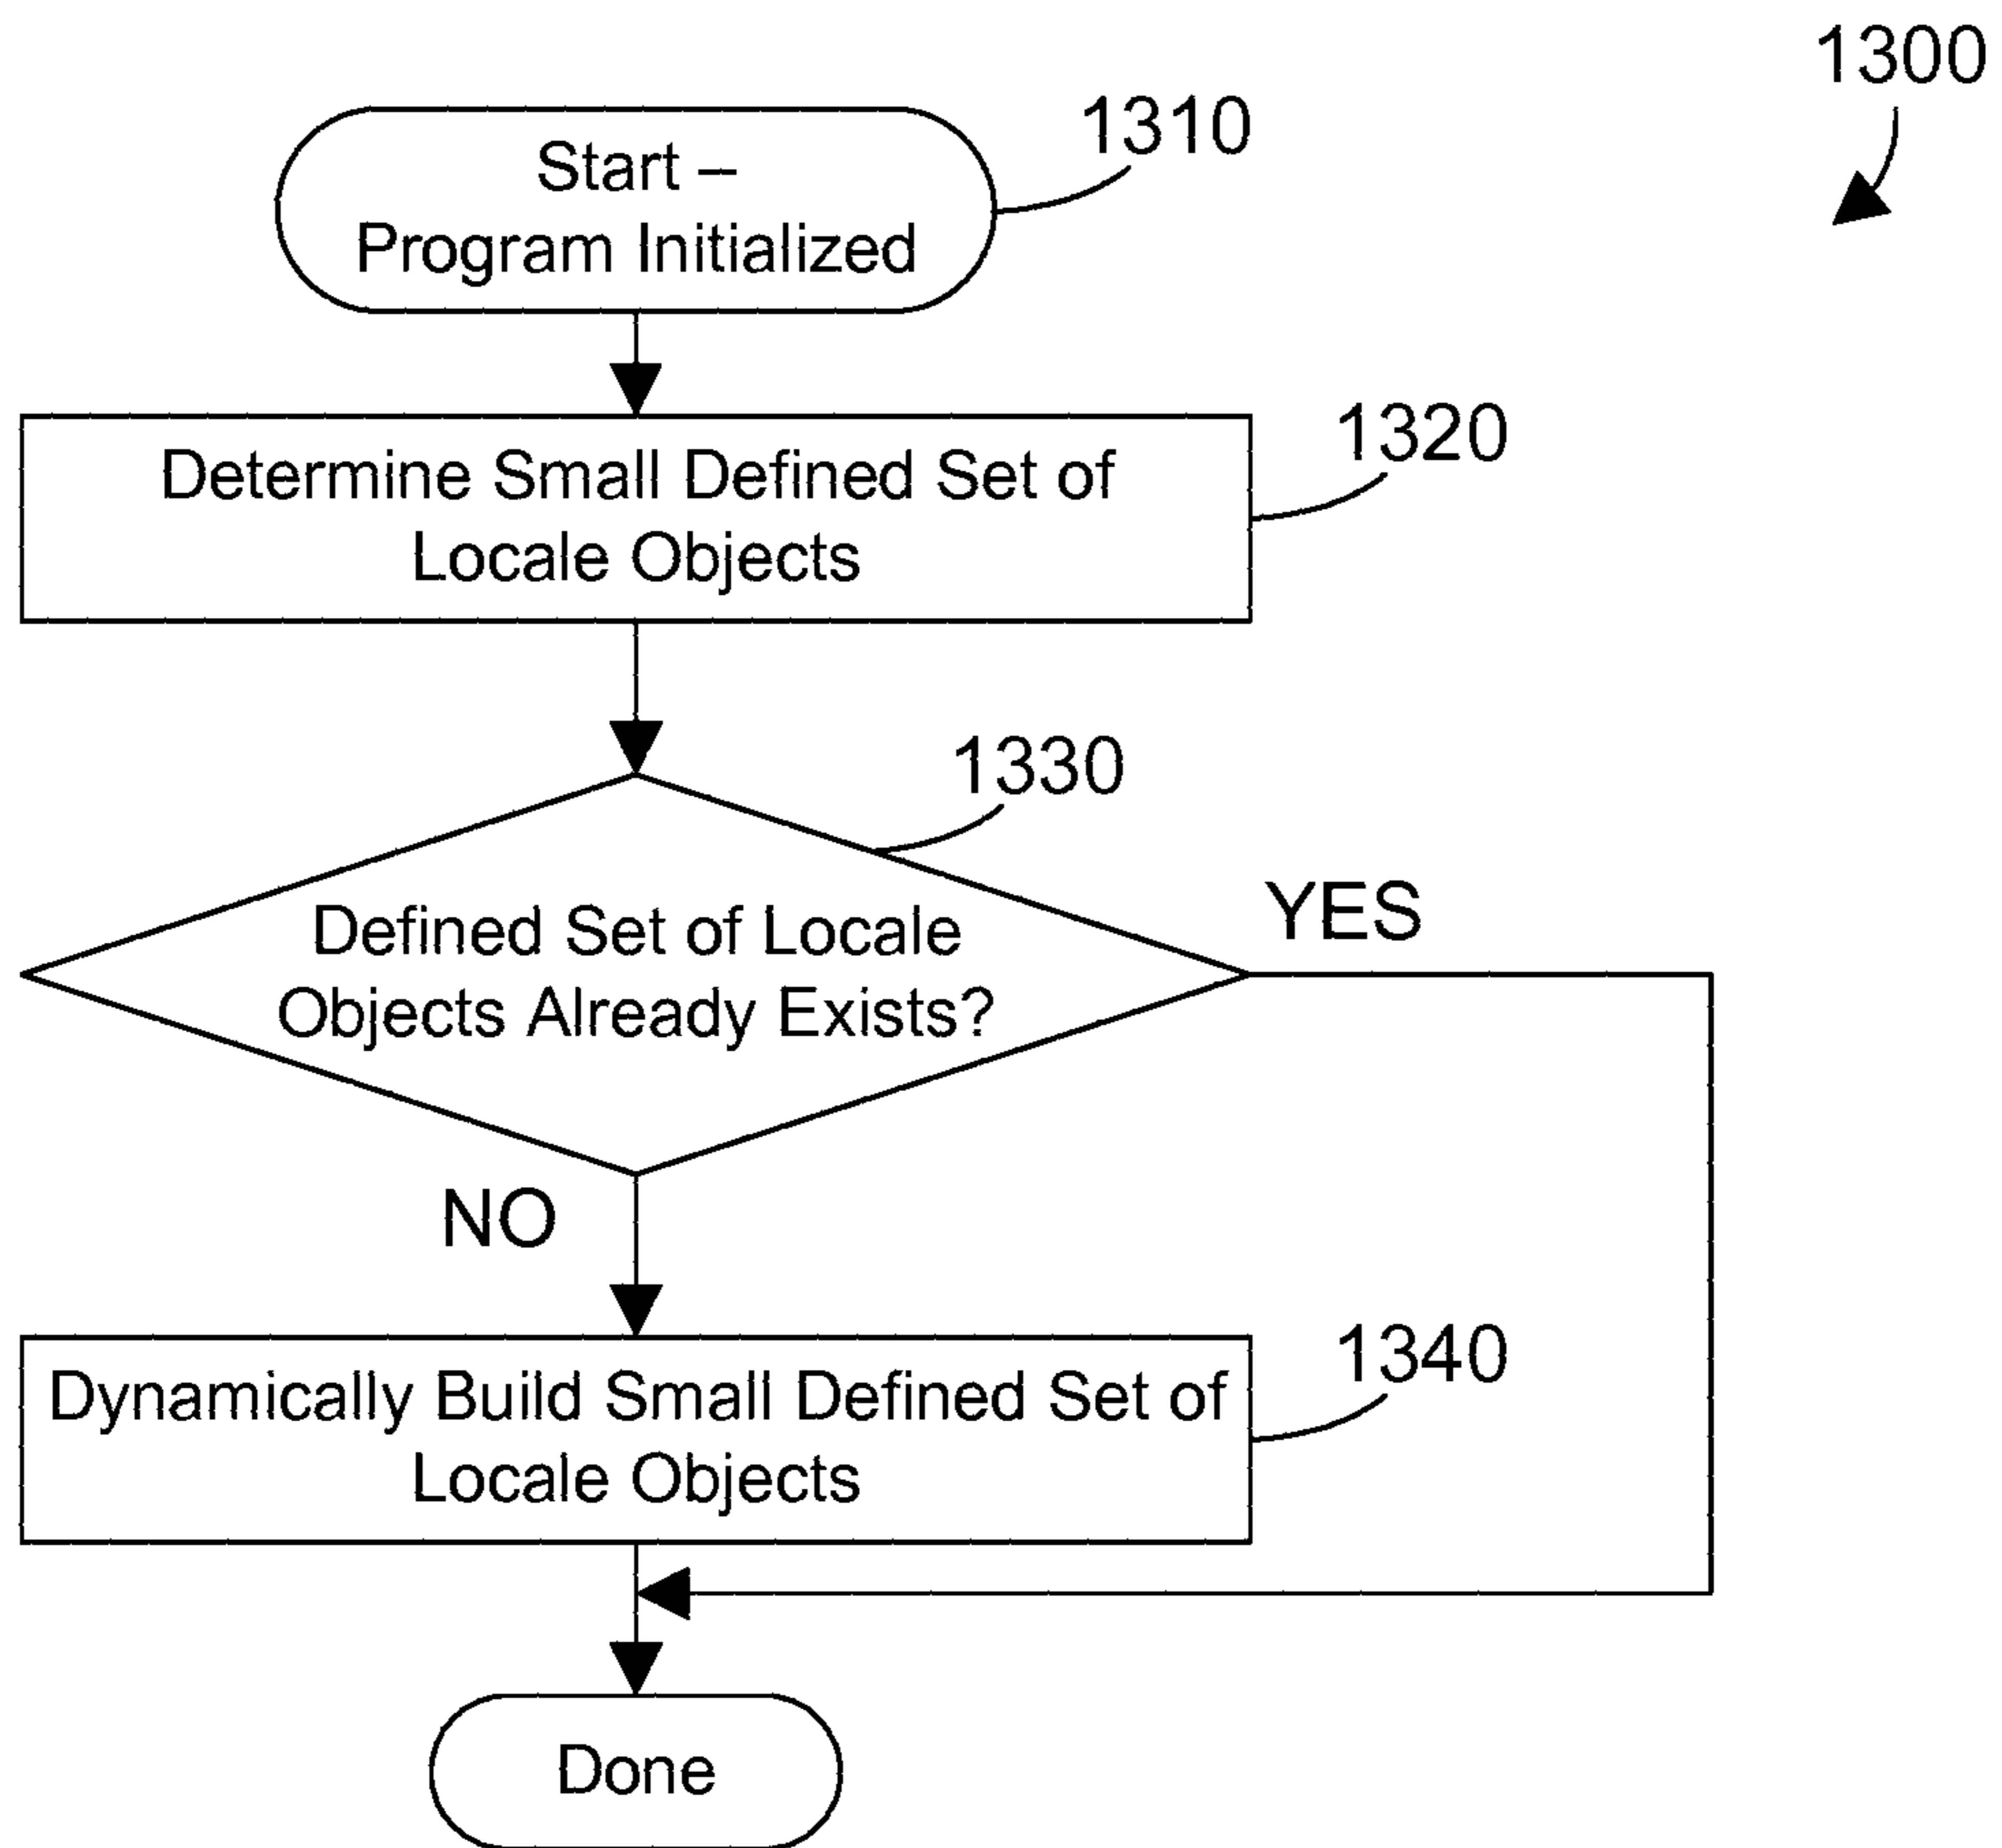 1300
1310
Start –
Program Initialized
1320
Determine Small Defined Set of
Locale Objects
1330
Defined Set of Locale
Objects Already Exists?
YES
NO
1340
Dynamically Build Small Defined Set of
Locale Objects
Done